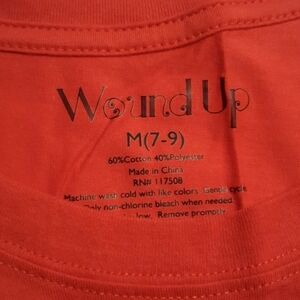 Wound Up
M(7-9)
60%Cotton 40%Polyester
Made in China
RN# 117508
Machine wash cold with like colors. Gentle cycle
Only non-chlorine bleach when needed.
low. Remove promptly